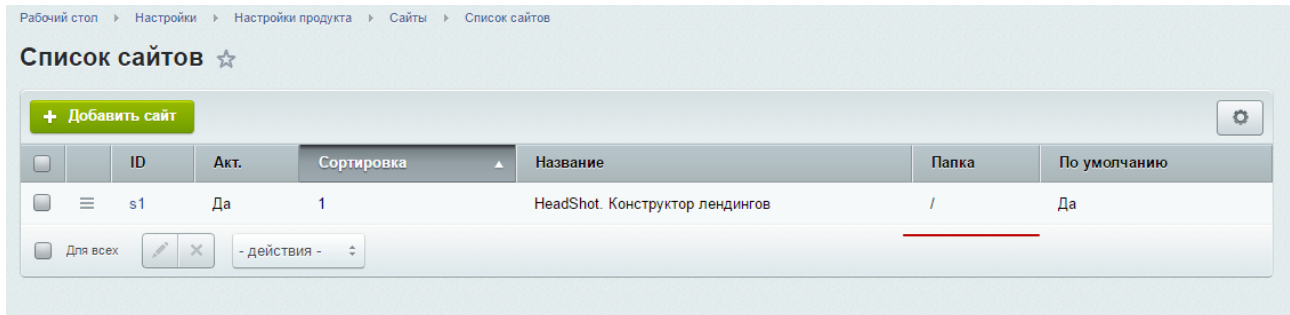 Рабочий стол Настройки Настройки продукта Сайты Список сайтов
Список сайтов
Добавить сайт
ID Акт. Сортировка Название Папка По умолчанию
s1 Да 1 HeadShot. Конструктор лендингов / Да
Для всех - действия -